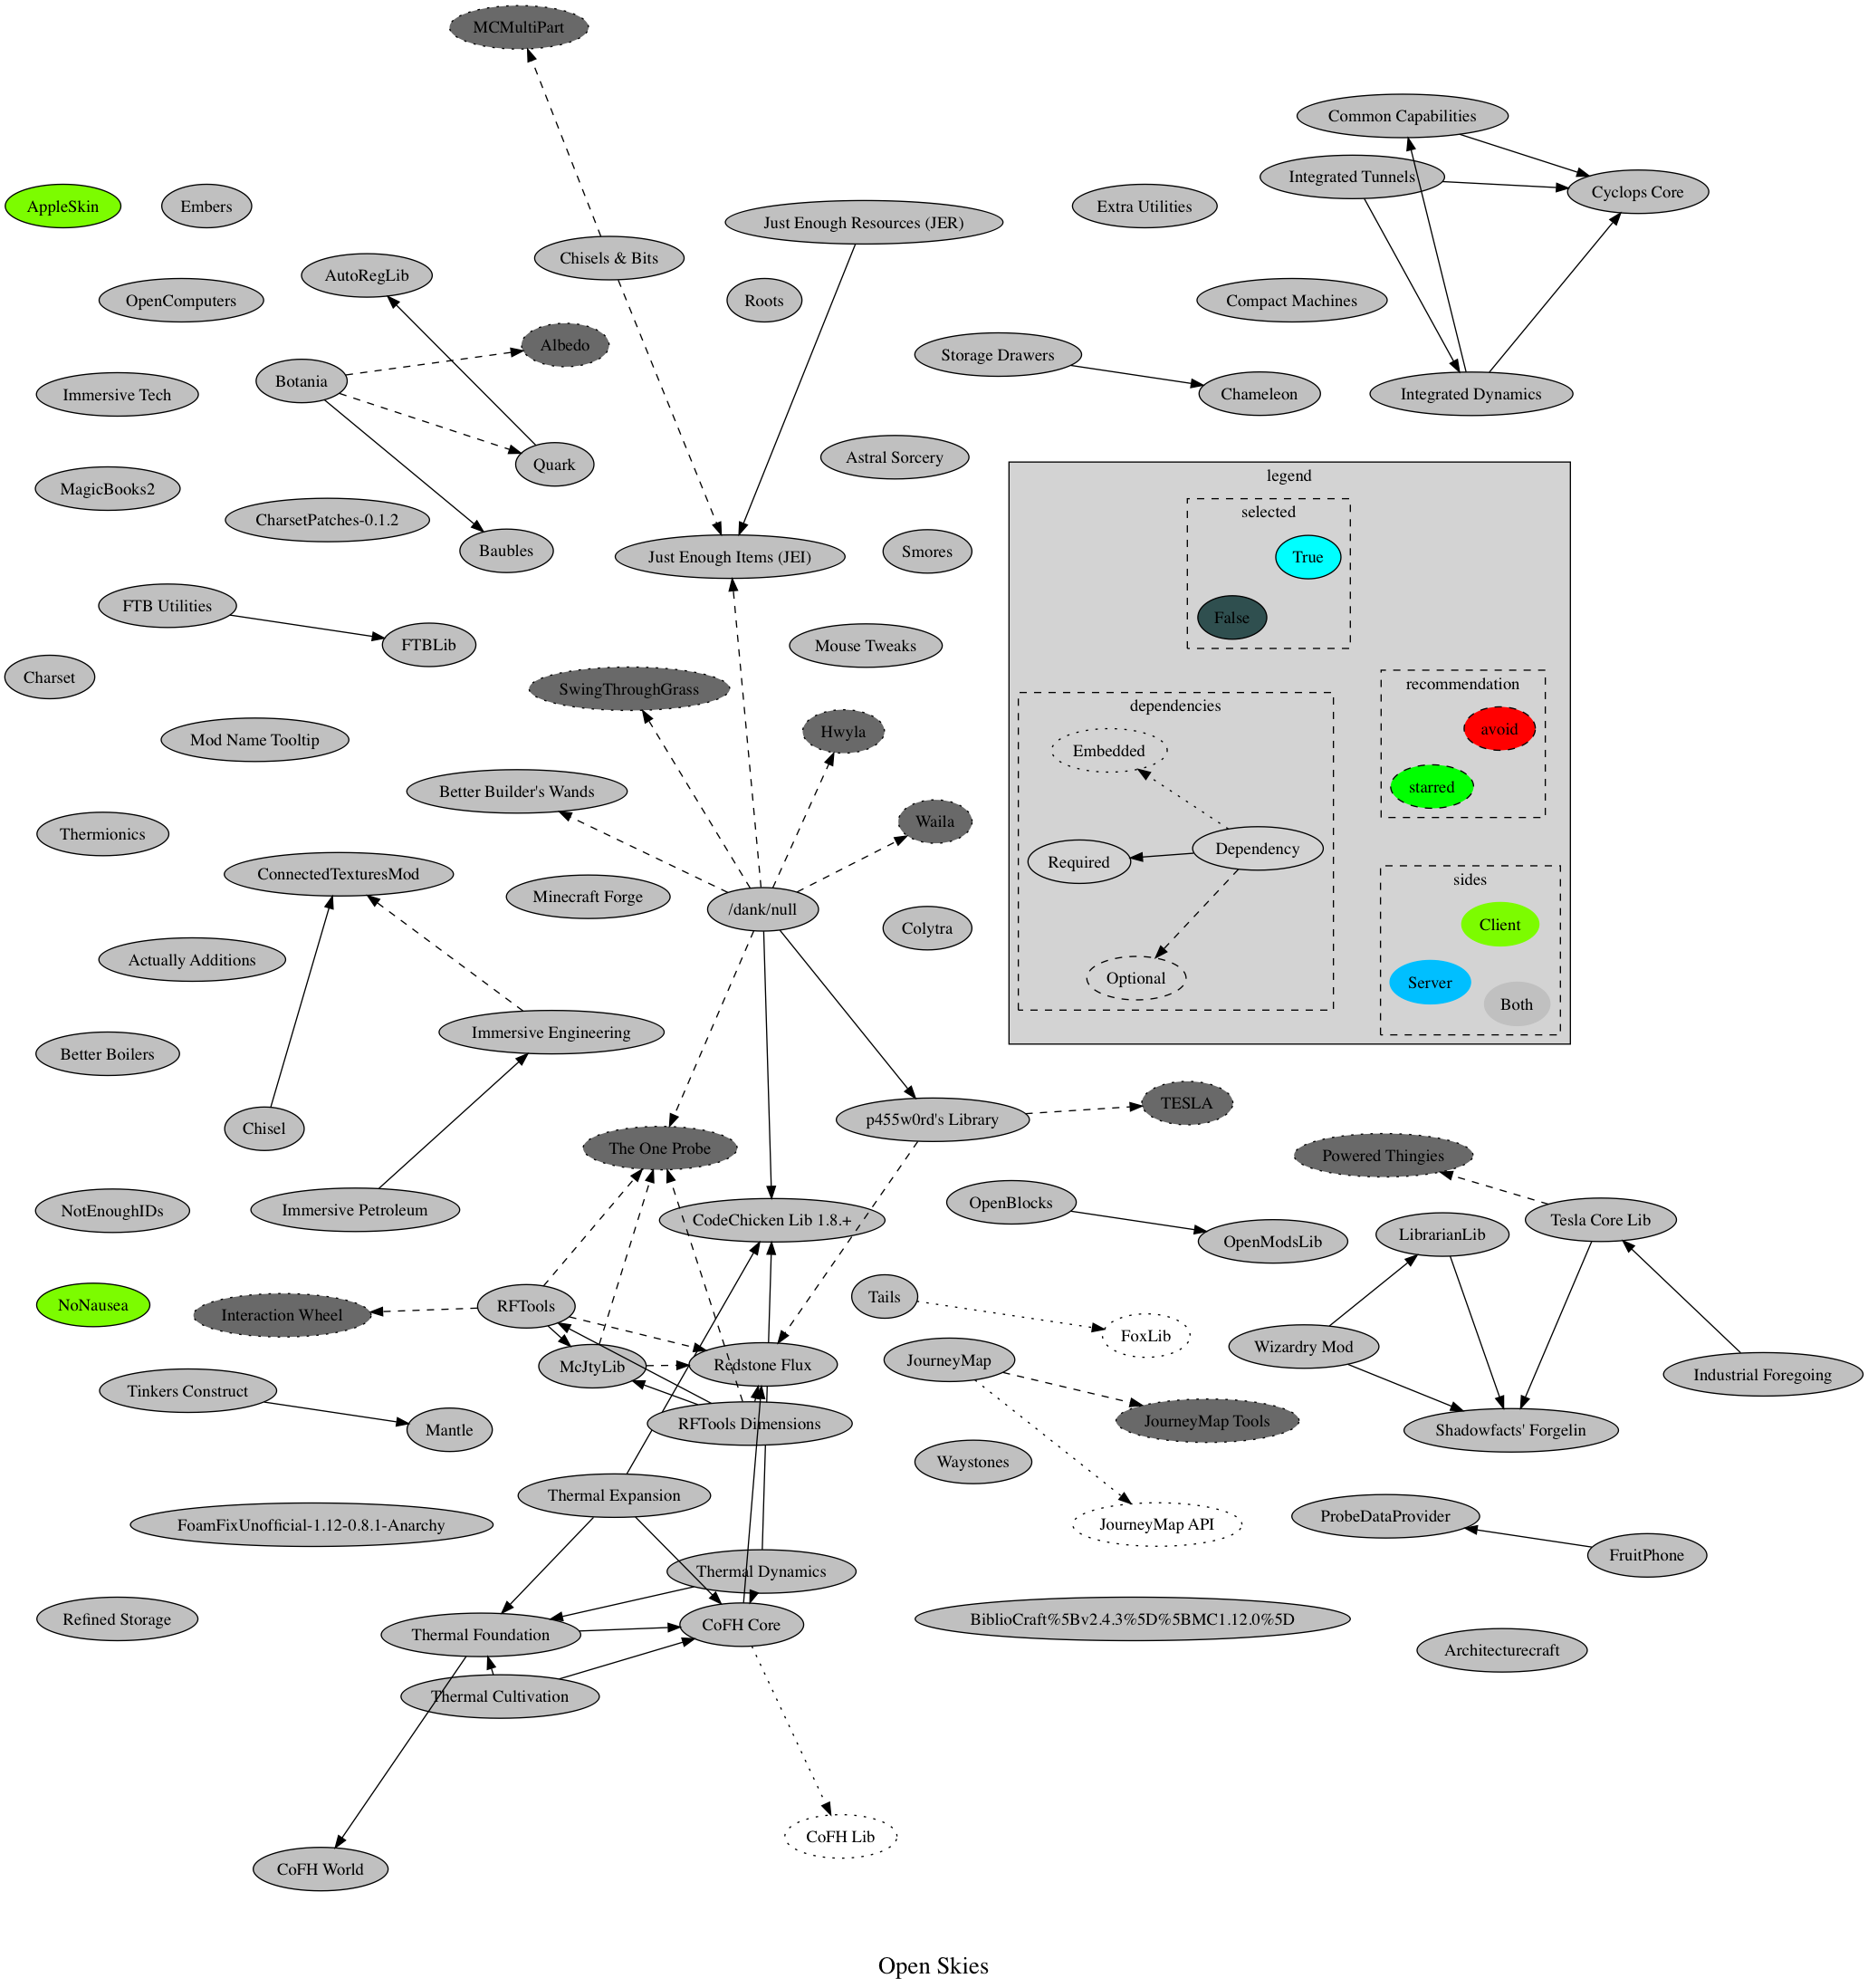 MCMultiPart
Common Capabilities
Integrated Tunnels
Cyclops Core
AppleSkin
Embers
Extra Utilities
Just Enough Resources (JER)
Chisels & Bits
AutoRegLib
OpenComputers
Roots
Compact Machines
Albedo
Storage Drawers
Botania
Immersive Tech
Chameleon
Integrated Dynamics
Astral Sorcery
Quark
MagicBooks2
CharsetPatches-0.1.2
Baubles
Just Enough Items (JEI)
Smores
legend
selected
True
False
FTB Utilities
FTBLib
Mouse Tweaks
Charset
SwingThroughGrass
recommendation
avoid
starred
dependencies
Embedded
Required
Dependency
Optional
Hwyla
Mod Name Tooltip
Better Builder's Wands
Waila
Thermionics
ConnectedTexturesMod
Minecraft Forge
/dank/null
Colytra
sides
Client
Server
Both
Actually Additions
Immersive Engineering
Better Boilers
TESLA
p455w0rd's Library
Chisel
The One Probe
Powered Thingies
OpenBlocks
NotEnoughIDs
Immersive Petroleum
CodeChicken Lib 1.8.+
Tesla Core Lib
LibrarianLib
OpenModsLib
Tails
NoNausea
RFTools
Interaction Wheel
FoxLib
Wizardry Mod
JourneyMap
McJtyLib
Redstone Flux
Industrial Foregoing
Tinkers Construct
JourneyMap Tools
RFTools Dimensions
Mantle
Shadowfacts' Forgelin
Waystones
Thermal Expansion
ProbeDataProvider
FoamFixUnofficial-1.12-0.8.1-Anarchy
JourneyMap API
FruitPhone
Thermal Dynamics
Refined Storage
BiblioCraft%5Bv2.4.3%5D%5BMC1.12.0%5D
CoFH Core
Thermal Foundation
Architecturecraft
Thermal Cultivation
CoFH Lib
CoFH World
Open Skies